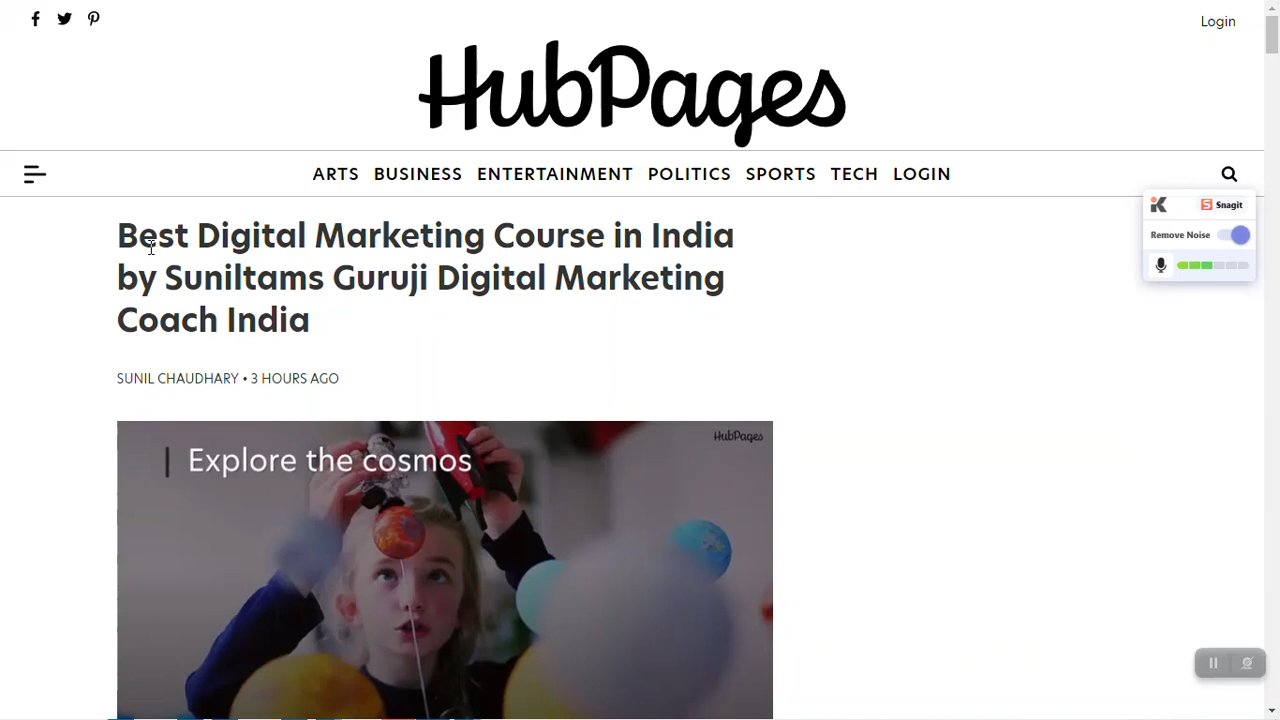 Login
HubPages
ARTS BUSINESS ENTERTAINMENT POLITICS SPORTS TECH LOGIN
Snagit
Remove Noise
Best Digital Marketing Course in India
by Suniltams Guruji Digital Marketing
Coach India
SUNIL CHAUDHARY • 3 HOURS AGO
HubPages
Explore the cosmos